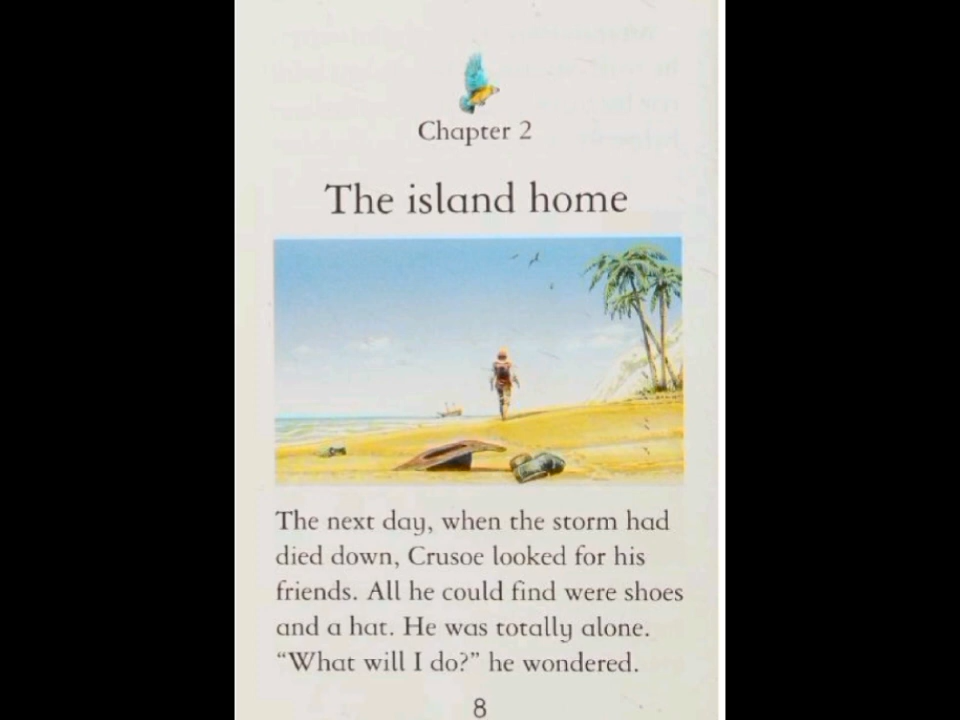 Chapter 2
The island home
The next day, when the storm had
died down, Crusoe looked for his
friends. All he could find were shoes
and a hat. He was totally alone.
“What will I do?” he wondered.
8